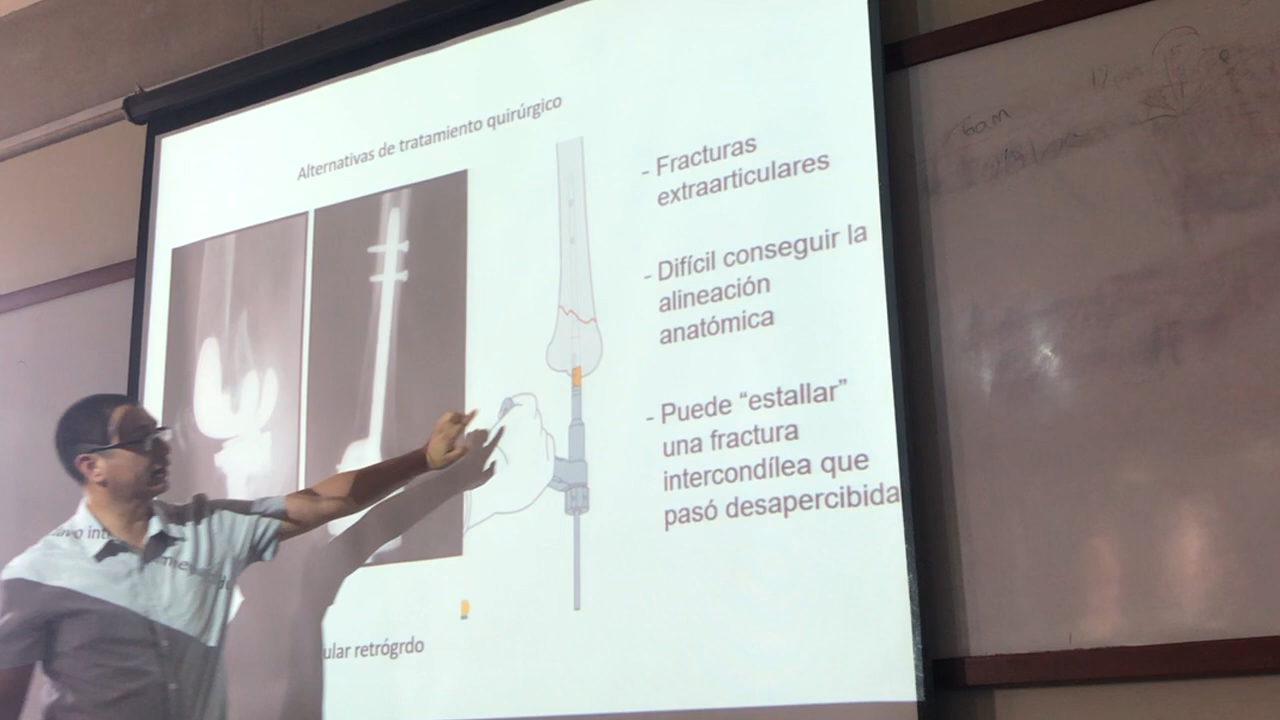 Alternativas de tratamiento quirúrgico
- Fracturas
extraarticulares
- Difícil conseguir la
alineación
anatómica
- Puede “estallar”
una fractura
intercondílea que
pasó desapercibida
ular retrógrdo
6am